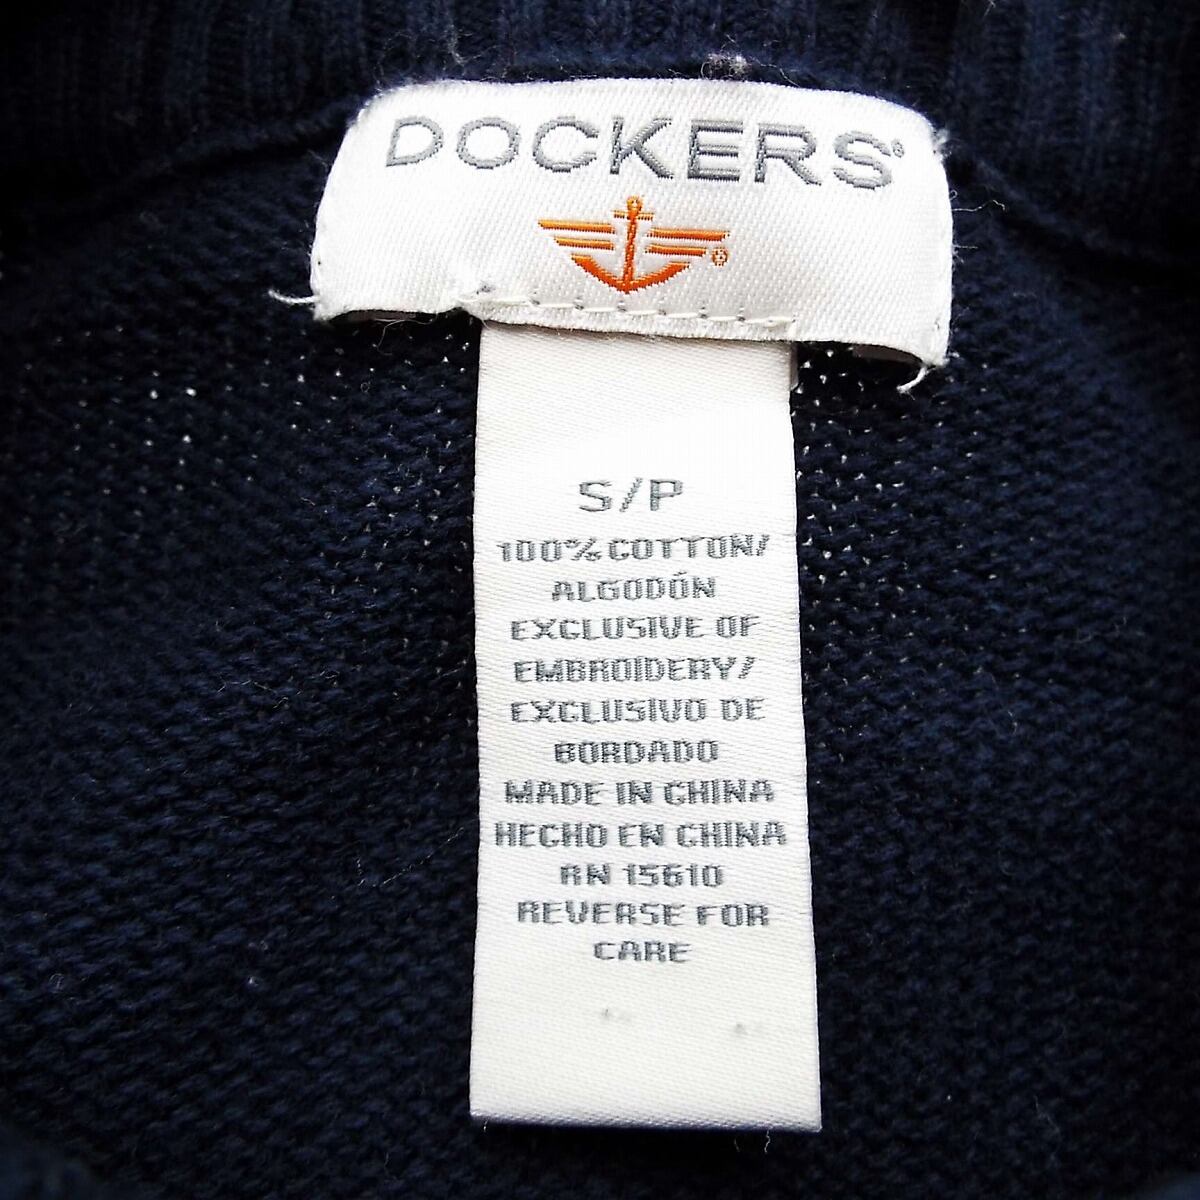 DOCKERS®
S/P
100% COTTON/
ALGODÓN
EXCLUSIVE OF
EMBROIDERY/
EXCLUSIVO DE
BORDADO
MADE IN CHINA
HECHO EN CHINA
RN 15610
REVERSE FOR
CARE